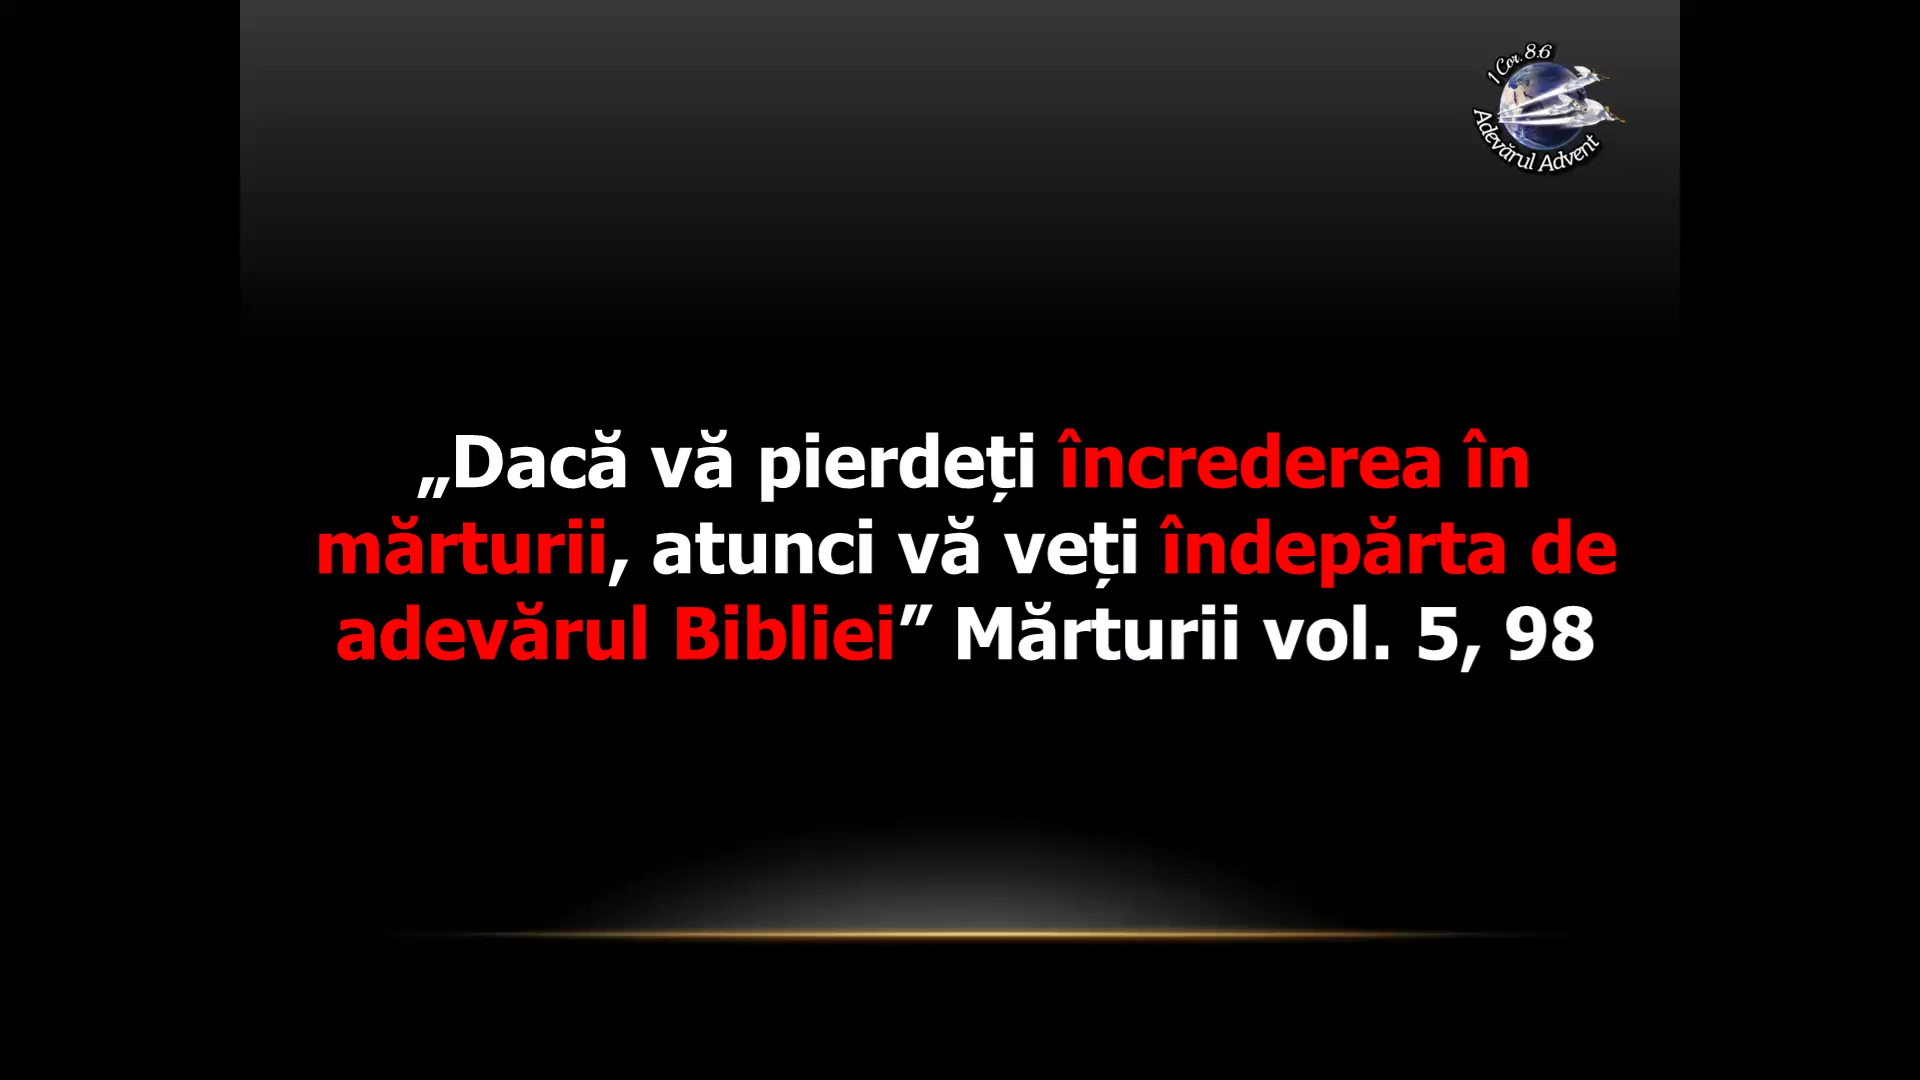 1 Cor. 8:6
Adevărul Advent
„Dacă vă pierdeți încrederea în
mărturii, atunci vă veți îndepărta de
adevărul Bibliei” Mărturii vol. 5, 98